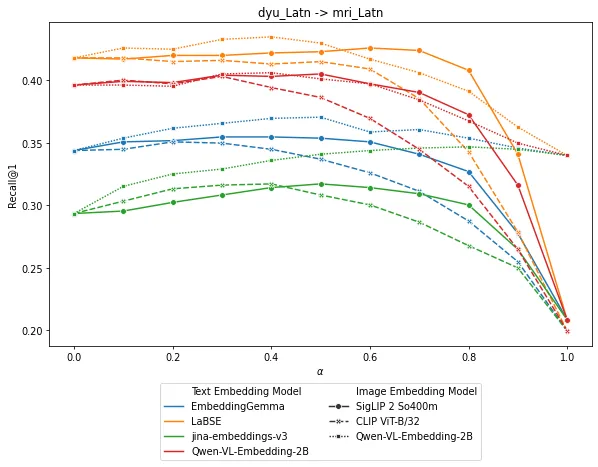 dyu_Latn -> mri_Latn
Recall@1
0.40
0.35
0.30
0.25
0.20
0.0 0.2 0.4 0.6 0.8 1.0
α
Text Embedding Model Image Embedding Model
EmbeddingGemma SigLIP 2 So400m
LaBSE CLIP ViT-B/32
jina-embeddings-v3 Qwen-VL-Embedding-2B
Qwen-VL-Embedding-2B